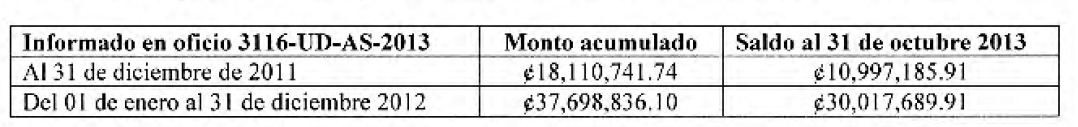 Informado en oficio 3116-UD-AS-2013 Monto acumulado Saldo al 31 de octubre 2013
Al 31 de diciembre de 2011 ¢18,110,741.74 ¢10,997,185.91
Del 01 de enero al 31 de diciembre 2012 ¢37,698,836.10 ¢30,017,689.91